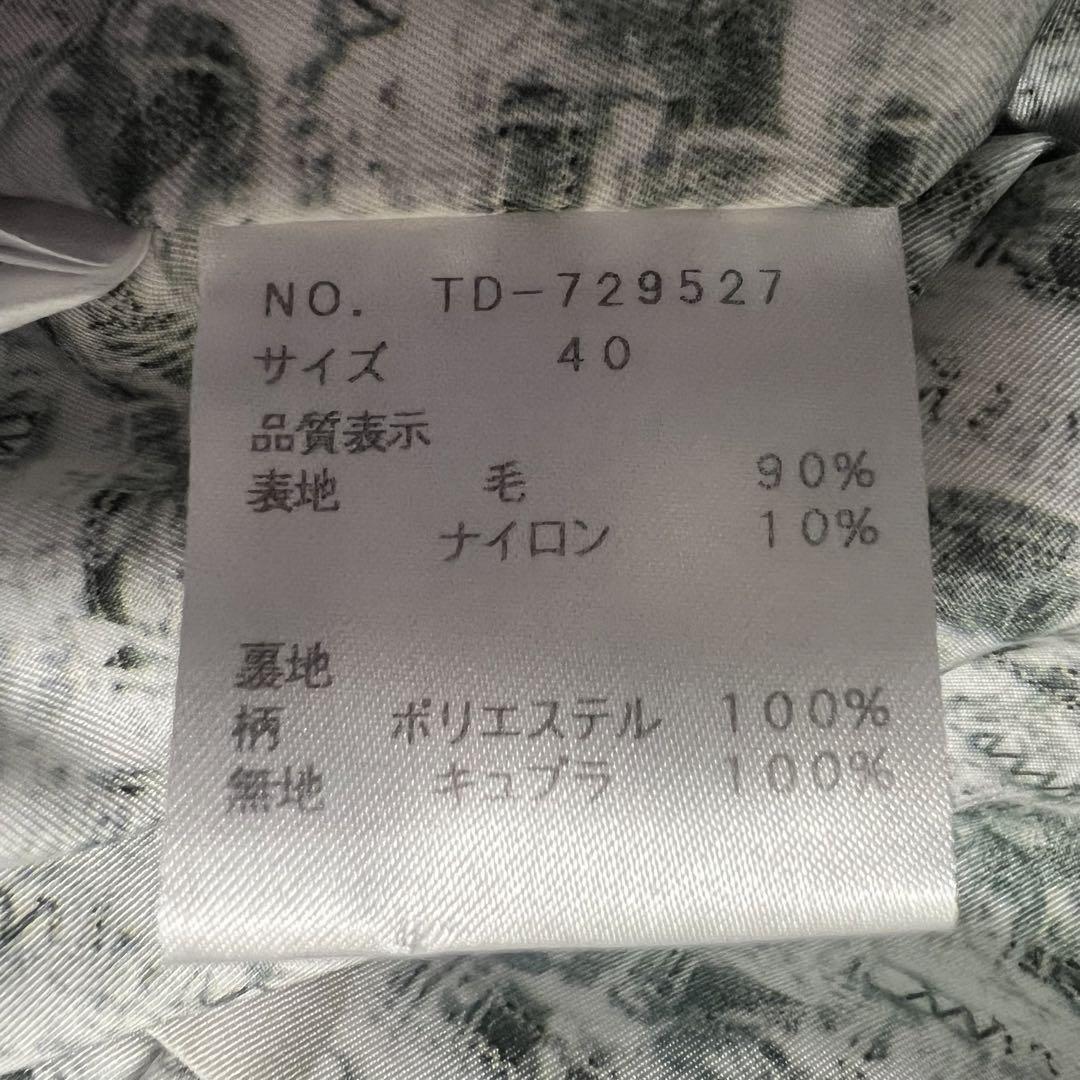 NO. TD-729527
サイズ 40
品質表示
表地 毛 90%
ナイロン 10%
裏地
柄 ポリエステル 100%
無地 キュプラ 100%